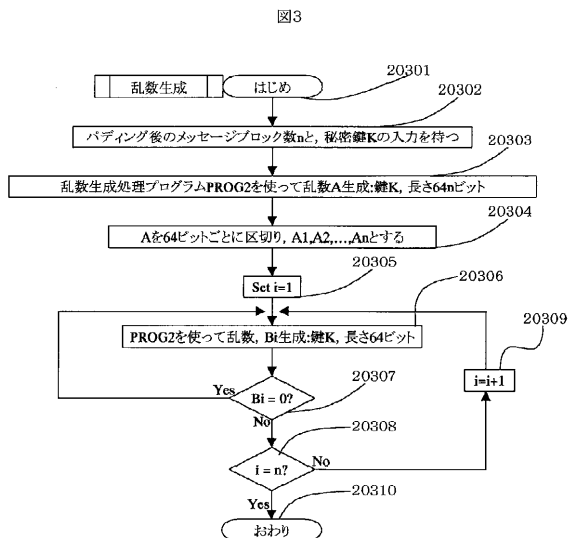 図3
乱数生成
はじめ
20301
20302
パディング後のメッセージブロック数nと, 秘密鍵Kの入力を待つ
20303
乱数生成処理プログラムPROG2を使って乱数A生成:鍵K, 長さ64nビット
20304
Aを64ビットごとに区切り, A1,A2,...,Anとする
20305
Set i=1
20306
PROG2を使って乱数, Bi生成:鍵K, 長さ64ビット
20309
i=i+1
20307
Yes
Bi = 0?
No
20308
i = n?
No
Yes
20310
おわり